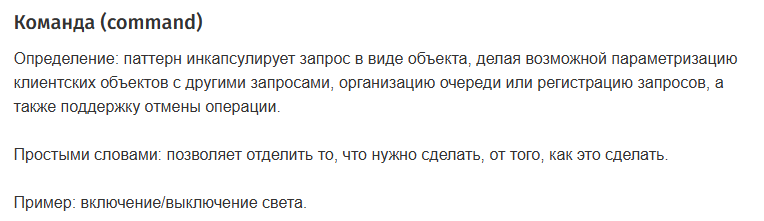 Команда (command)
Определение: паттерн инкапсулирует запрос в виде объекта, делая возможной параметризацию
клиентских объектов с другими запросами, организацию очереди или регистрацию запросов, а
также поддержку отмены операции.
Простыми словами: позволяет отделить то, что нужно сделать, от того, как это сделать.
Пример: включение/выключение света.